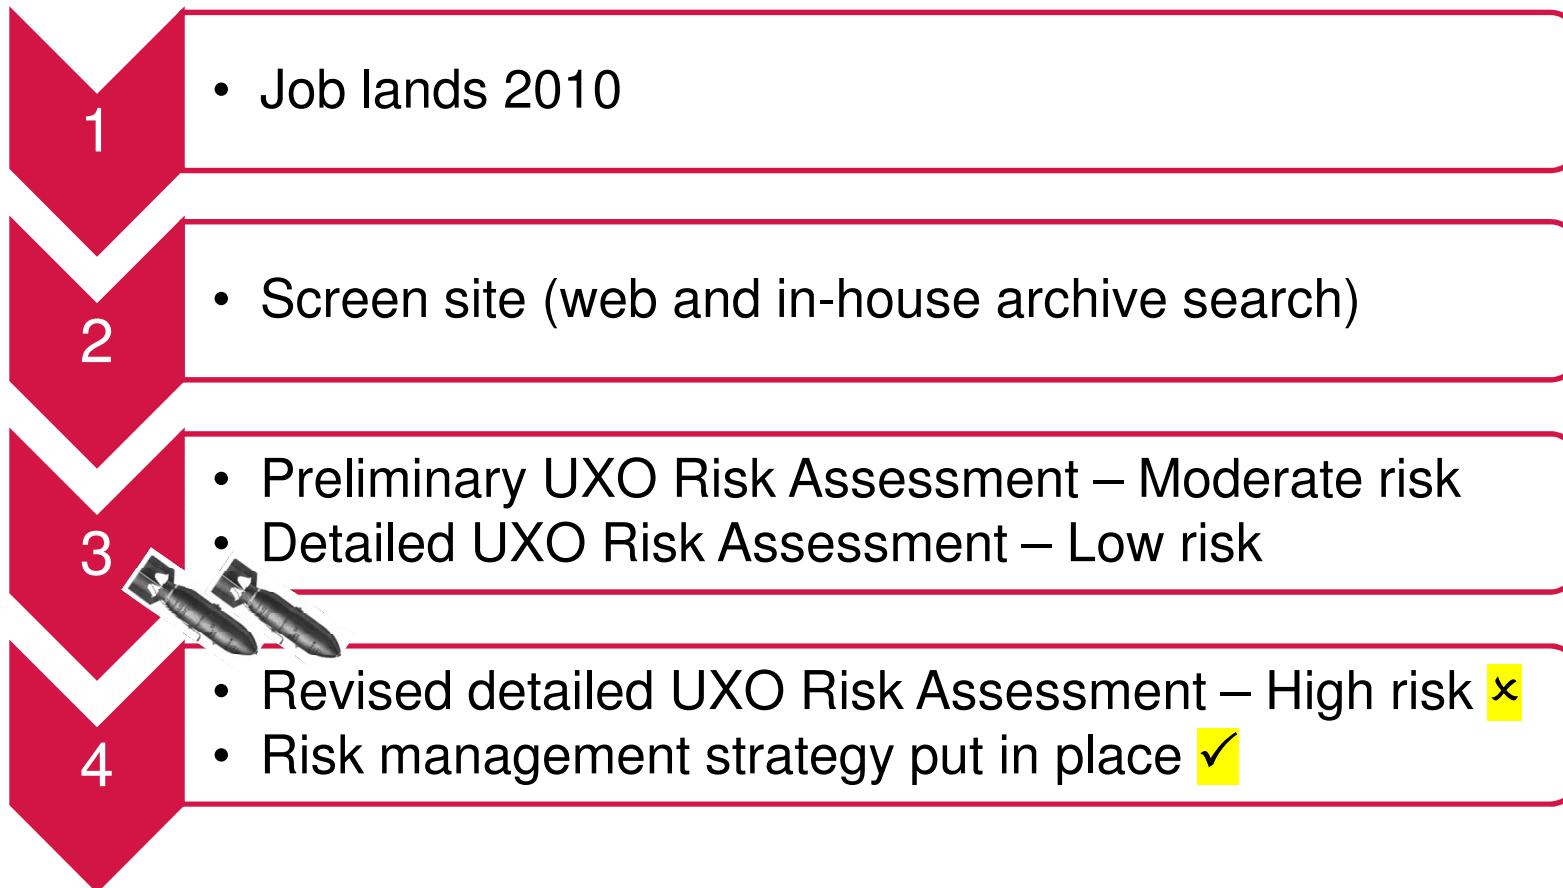 1
• Job lands 2010
2
• Screen site (web and in-house archive search)
3
• Preliminary UXO Risk Assessment – Moderate risk
• Detailed UXO Risk Assessment – Low risk
4
• Revised detailed UXO Risk Assessment – High risk ✗
• Risk management strategy put in place ✓